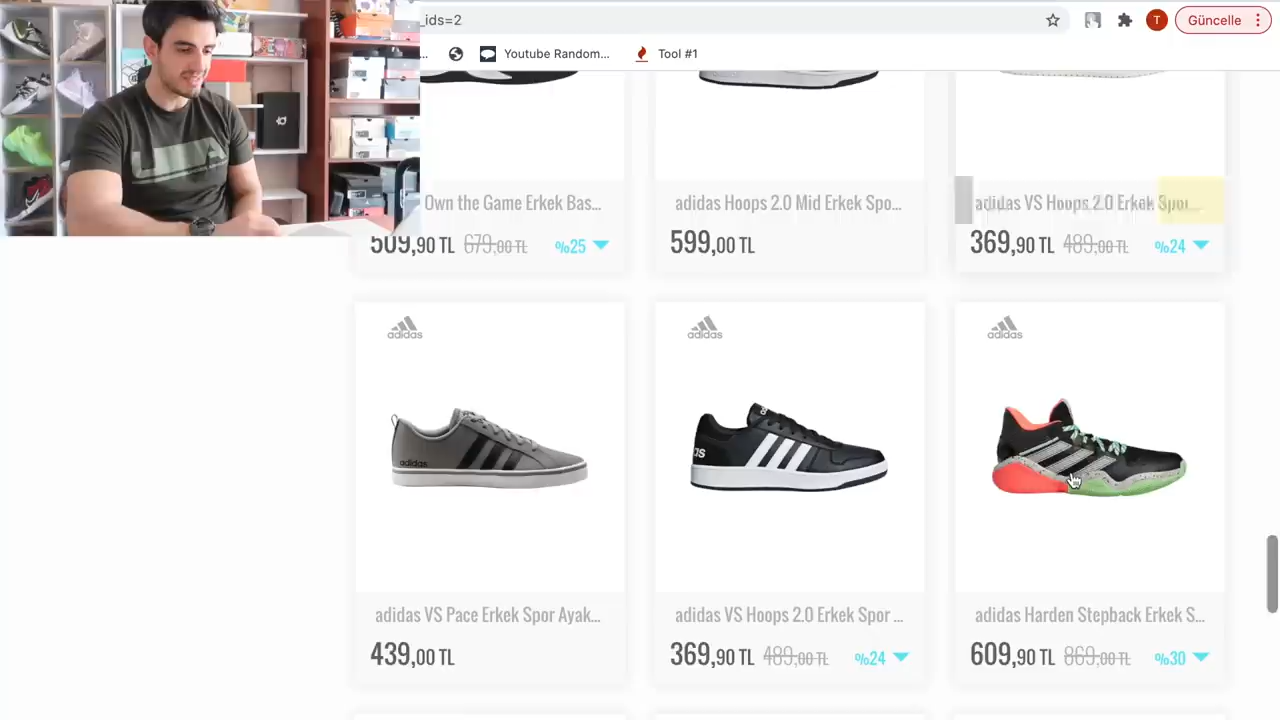 _ids=2
Güncelle
T
Youtube Random...
Tool #1
Own the Game Erkek Bas...
509,90 TL 679,00 TL %25
adidas Hoops 2.0 Mid Erkek Spo...
599,00 TL
adidas VS Hoops 2.0 Erkek Spor...
369,90 TL 489,00 TL %24
adidas
adidas
adidas
adidas VS Pace Erkek Spor Ayak...
439,00 TL
adidas VS Hoops 2.0 Erkek Spor ...
369,90 TL 489,00 TL %24
adidas Harden Stepback Erkek S...
609,90 TL 869,00 TL %30